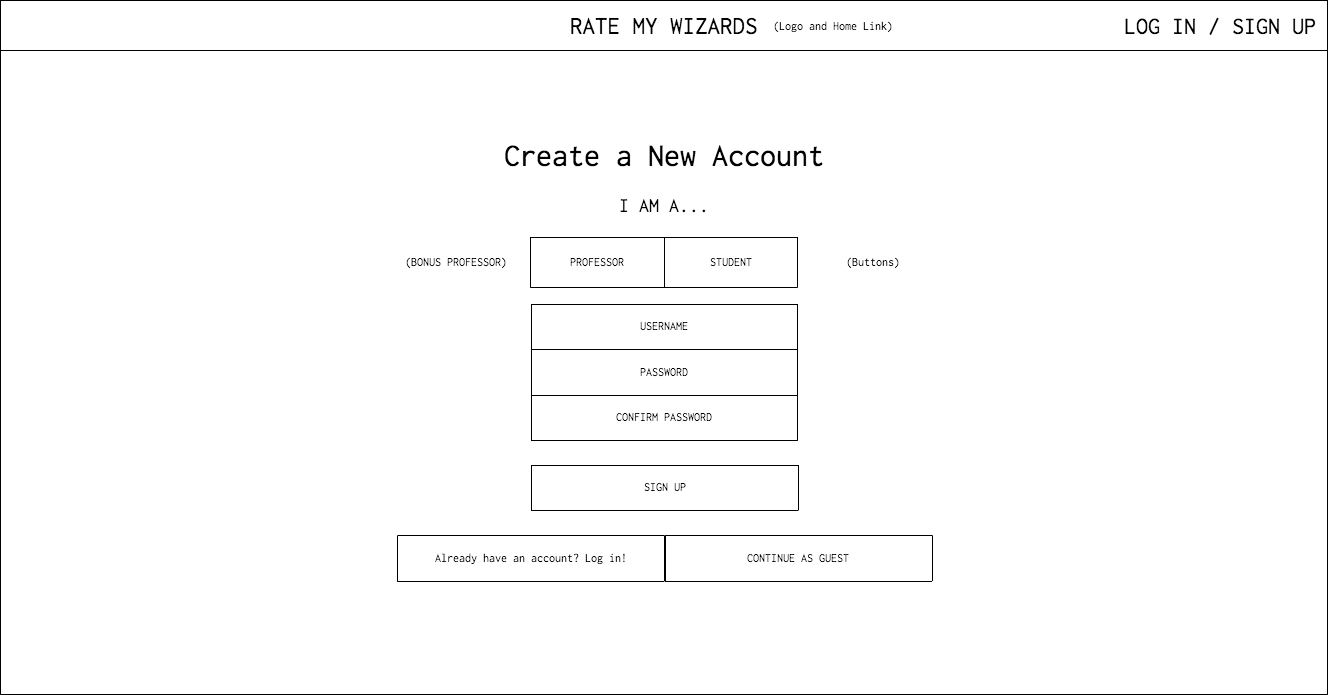 RATE MY WIZARDS (Logo and Home Link) LOG IN / SIGN UP
Create a New Account
I AM A...
(BONUS PROFESSOR) PROFESSOR STUDENT (Buttons)
USERNAME
PASSWORD
CONFIRM PASSWORD
SIGN UP
Already have an account? Log in! CONTINUE AS GUEST